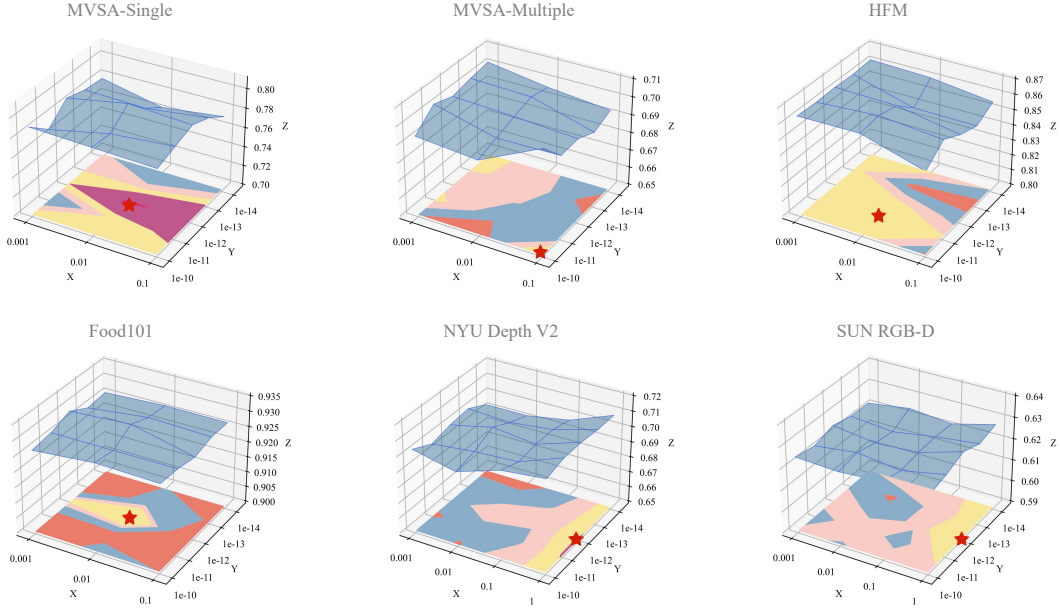 MVSA-Single
MVSA-Multiple
HFM
0.80
0.78
0.76
0.74
0.72
0.70
Z
1e-14
1e-13
1e-12
1e-11
1e-10
Y
0.001
0.01
0.1
X
0.71
0.70
0.69
0.68
0.67
0.66
0.65
Z
1e-14
1e-13
1e-12
1e-11
1e-10
Y
0.001
0.01
0.1
X
0.87
0.86
0.85
0.84
0.83
0.82
0.81
0.80
Z
1e-14
1e-13
1e-12
1e-11
1e-10
Y
0.001
0.01
0.1
X
Food101
NYU Depth V2
SUN RGB-D
0.935
0.930
0.925
0.920
0.915
0.910
0.905
0.900
Z
1e-14
1e-13
1e-12
1e-11
1e-10
Y
0.001
0.01
0.1
X
0.72
0.71
0.70
0.69
0.68
0.67
0.66
0.65
Z
1e-14
1e-13
1e-12
1e-11
1e-10
Y
0.001
0.01
0.1
1
X
0.64
0.63
0.62
0.61
0.60
0.59
Z
1e-14
1e-13
1e-12
1e-11
1e-10
Y
0.001
0.01
0.1
1
X